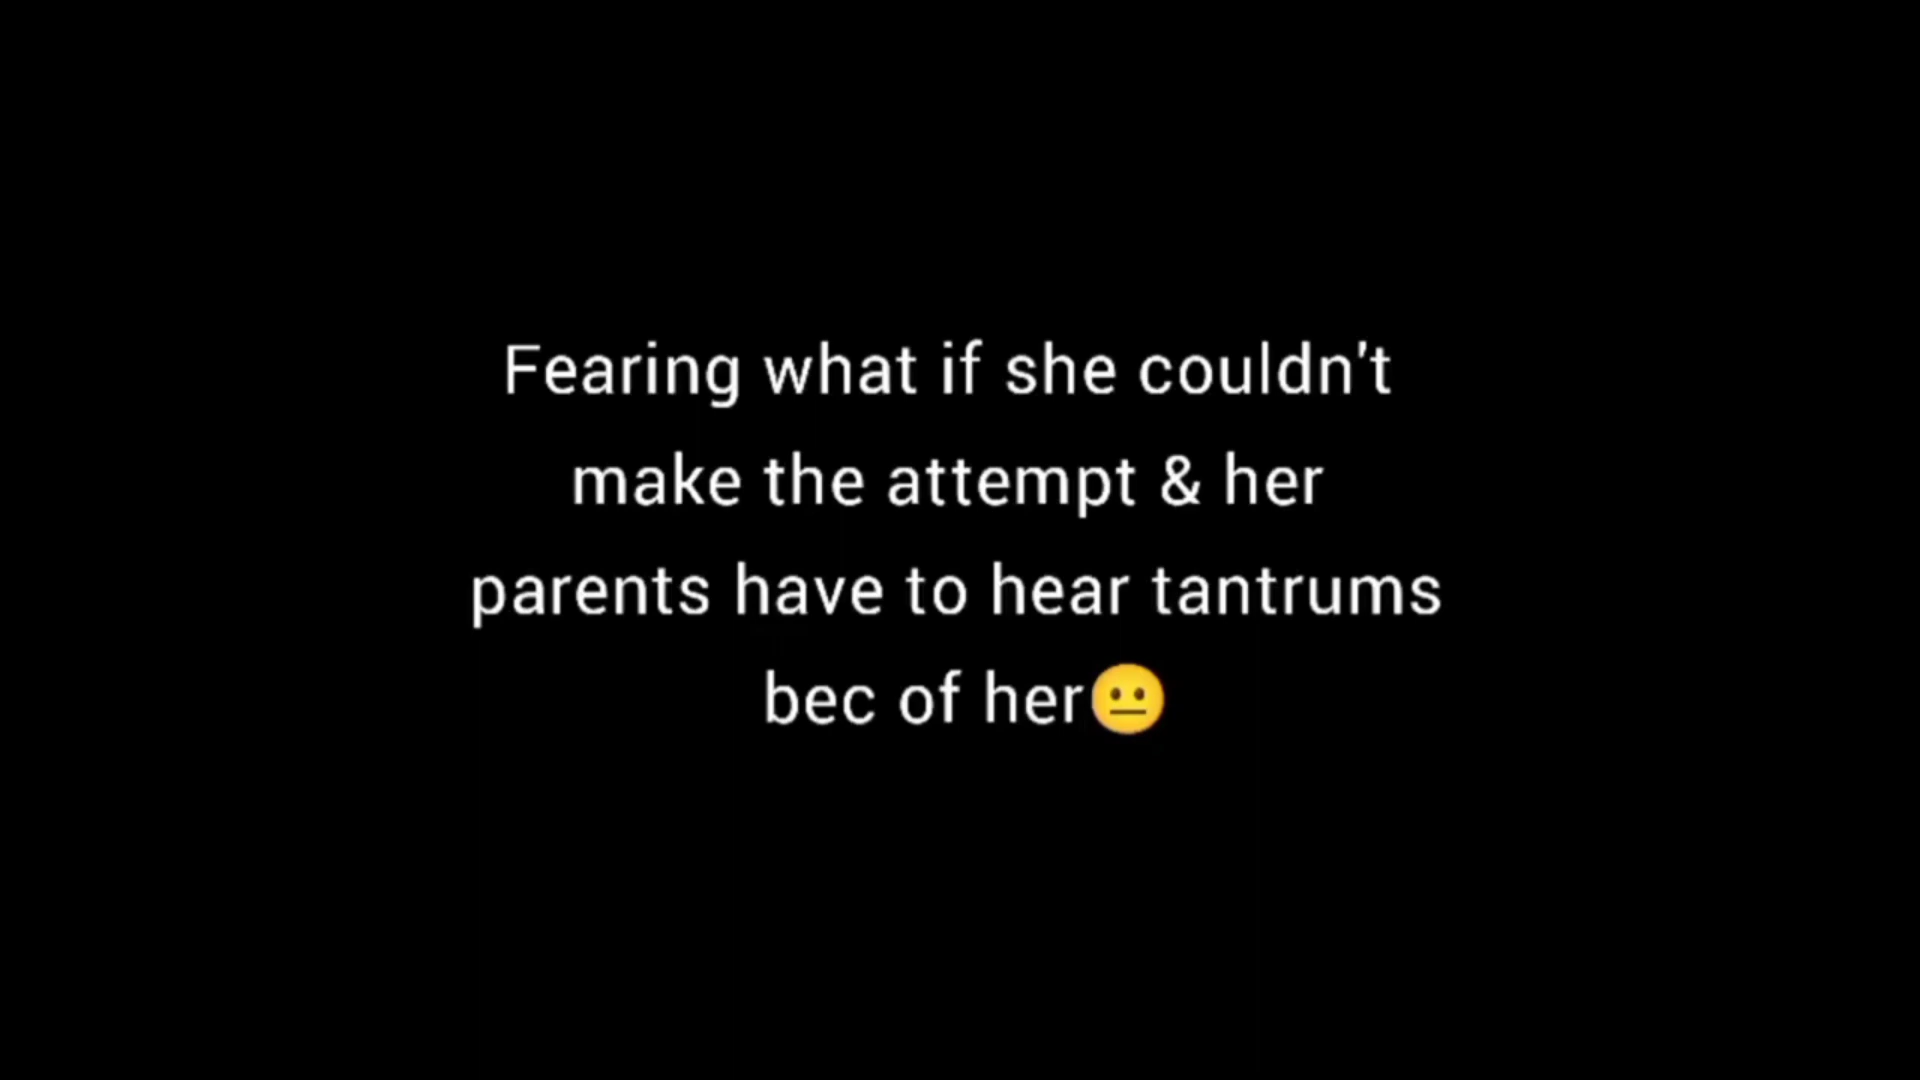 Fearing what if she couldn't
make the attempt & her
parents have to hear tantrums
bec of her😐